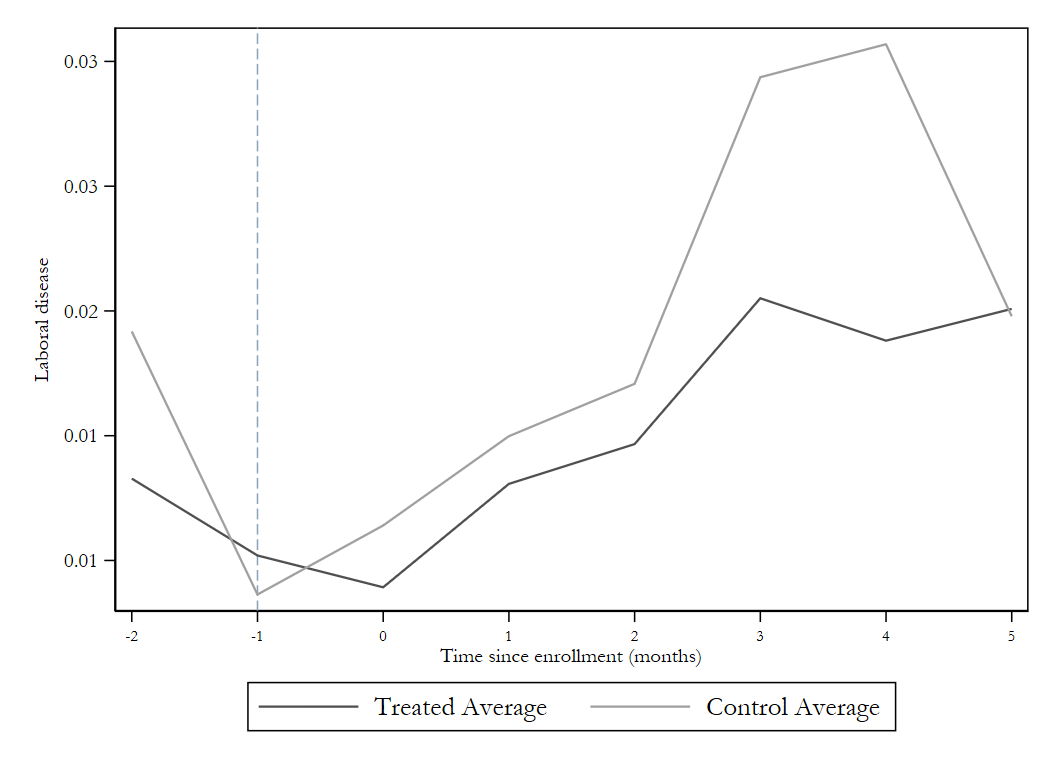 0.03
0.03
0.02
0.01
0.01
Laboral disease
-2 -1 0 1 2 3 4 5
Time since enrollment (months)
Treated Average Control Average